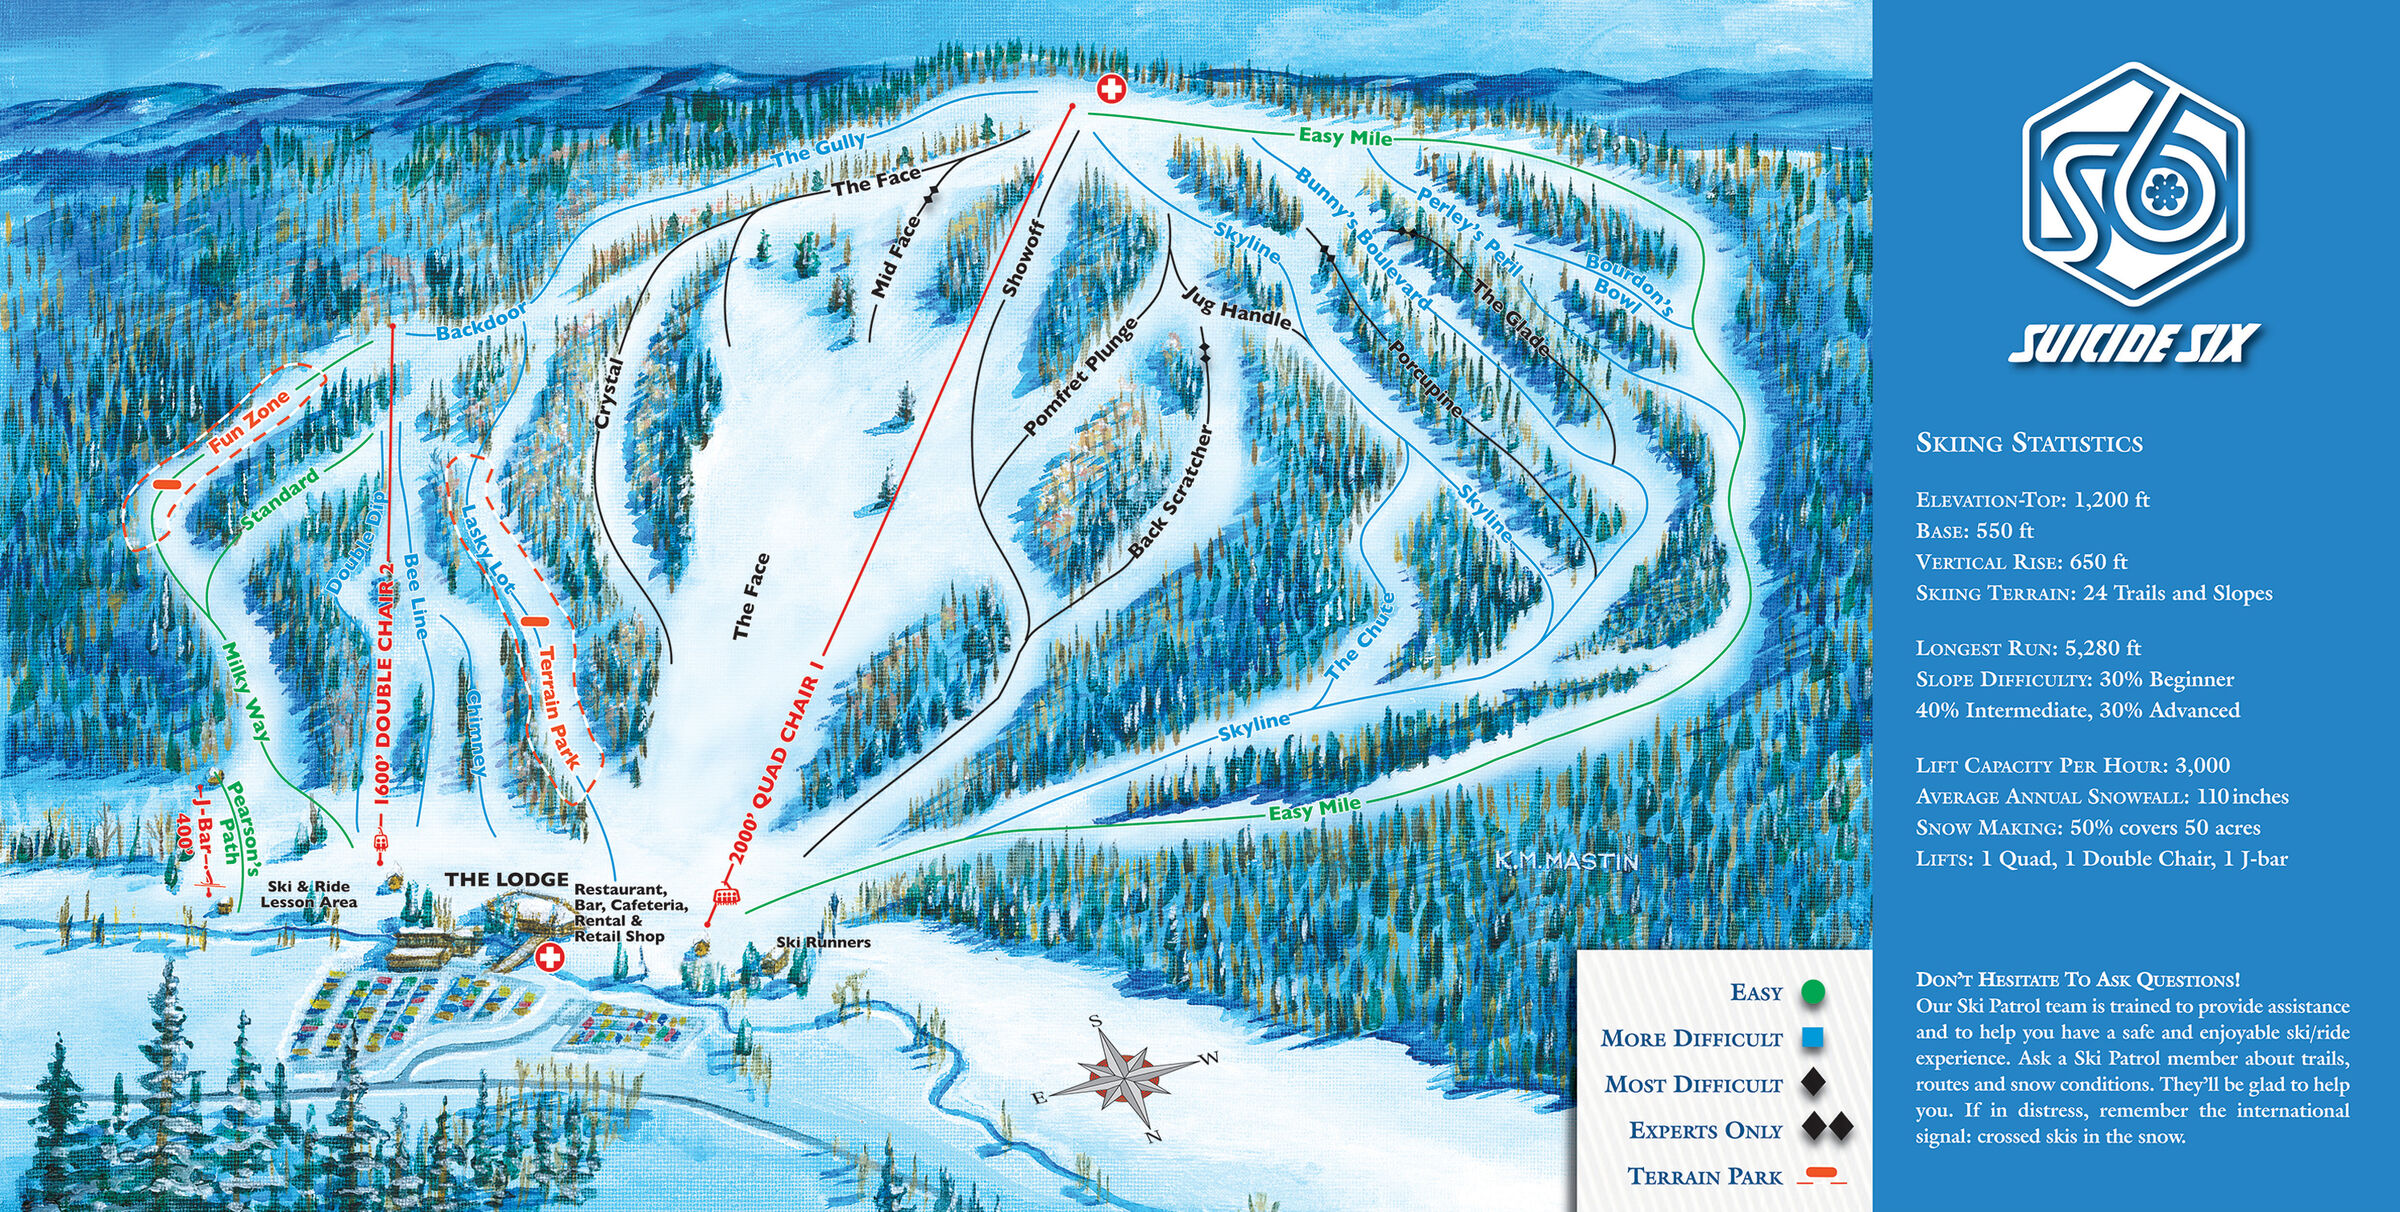 Easy Mile
The Gully
The Face
Mid Face
Showoff
Skyline
Bunny's Boulevard
Perley's Peril
Bourdon's
Bowl
Backdoor
Jug Handle
The Glade
Crystal
Pomfret Plunge
Porcupine
Fun Zone
Standard
Double Dip
Bee Line
Lasky Lot
Back Scratcher
Skyline
The Face
The Chute
1600' DOUBLE CHAIR 2
Milky Way
Chimney
Terrain Park
2000' QUAD CHAIR 1
Skyline
Easy Mile
J-Bar
400'
Pearson's
Path
Ski & Ride
Lesson Area
THE LODGE
Restaurant,
Bar, Cafeteria,
Rental &
Retail Shop
Ski Runners
K.M.MASTIN
S
W
E
N
EASY
MORE DIFFICULT
MOST DIFFICULT
EXPERTS ONLY
TERRAIN PARK
S6
SUICIDE SIX
SKIING STATISTICS
ELEVATION-TOP: 1,200 ft
BASE: 550 ft
VERTICAL RISE: 650 ft
SKIING TERRAIN: 24 Trails and Slopes
LONGEST RUN: 5,280 ft
SLOPE DIFFICULTY: 30% Beginner
40% Intermediate, 30% Advanced
LIFT CAPACITY PER HOUR: 3,000
AVERAGE ANNUAL SNOWFALL: 110 inches
SNOW MAKING: 50% covers 50 acres
LIFTS: 1 Quad, 1 Double Chair, 1 J-bar
DON'T HESITATE TO ASK QUESTIONS!
Our Ski Patrol team is trained to provide assistance
and to help you have a safe and enjoyable ski/ride
experience. Ask a Ski Patrol member about trails,
routes and snow conditions. They'll be glad to help
you. If in distress, remember the international
signal: crossed skis in the snow.